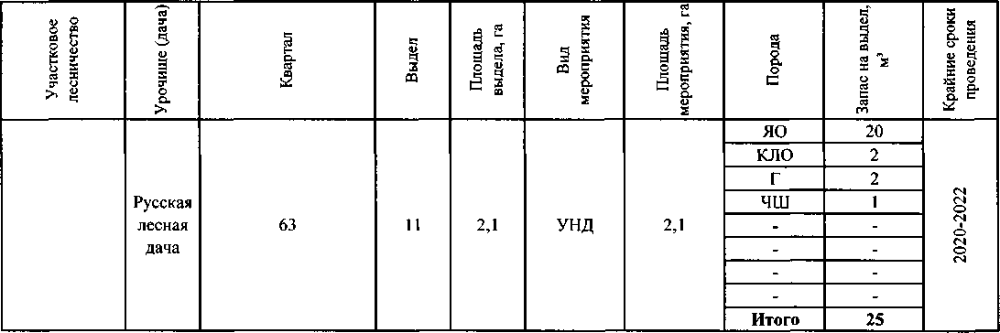 Участковое
лесничество
Урочище (дача)
Квартал
Выдел
Площадь
выдела, га
Вид
мероприятия
Площадь
мероприятия, га
Порода
Запас на выдел,
м³
Крайние сроки
проведения
Русская
лесная
дача
63
11
2,1
УНД
2,1
ЯО 20
КЛО 2
Г 2
ЧШ 1
- -
- -
- -
- -
Итого 25
2020-2022